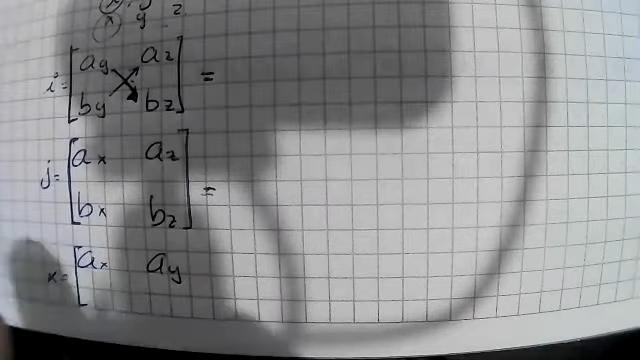 x y
x y z
i = [ay az
by bz] =
j = [ax az
bx bz] =
k = [ax ay